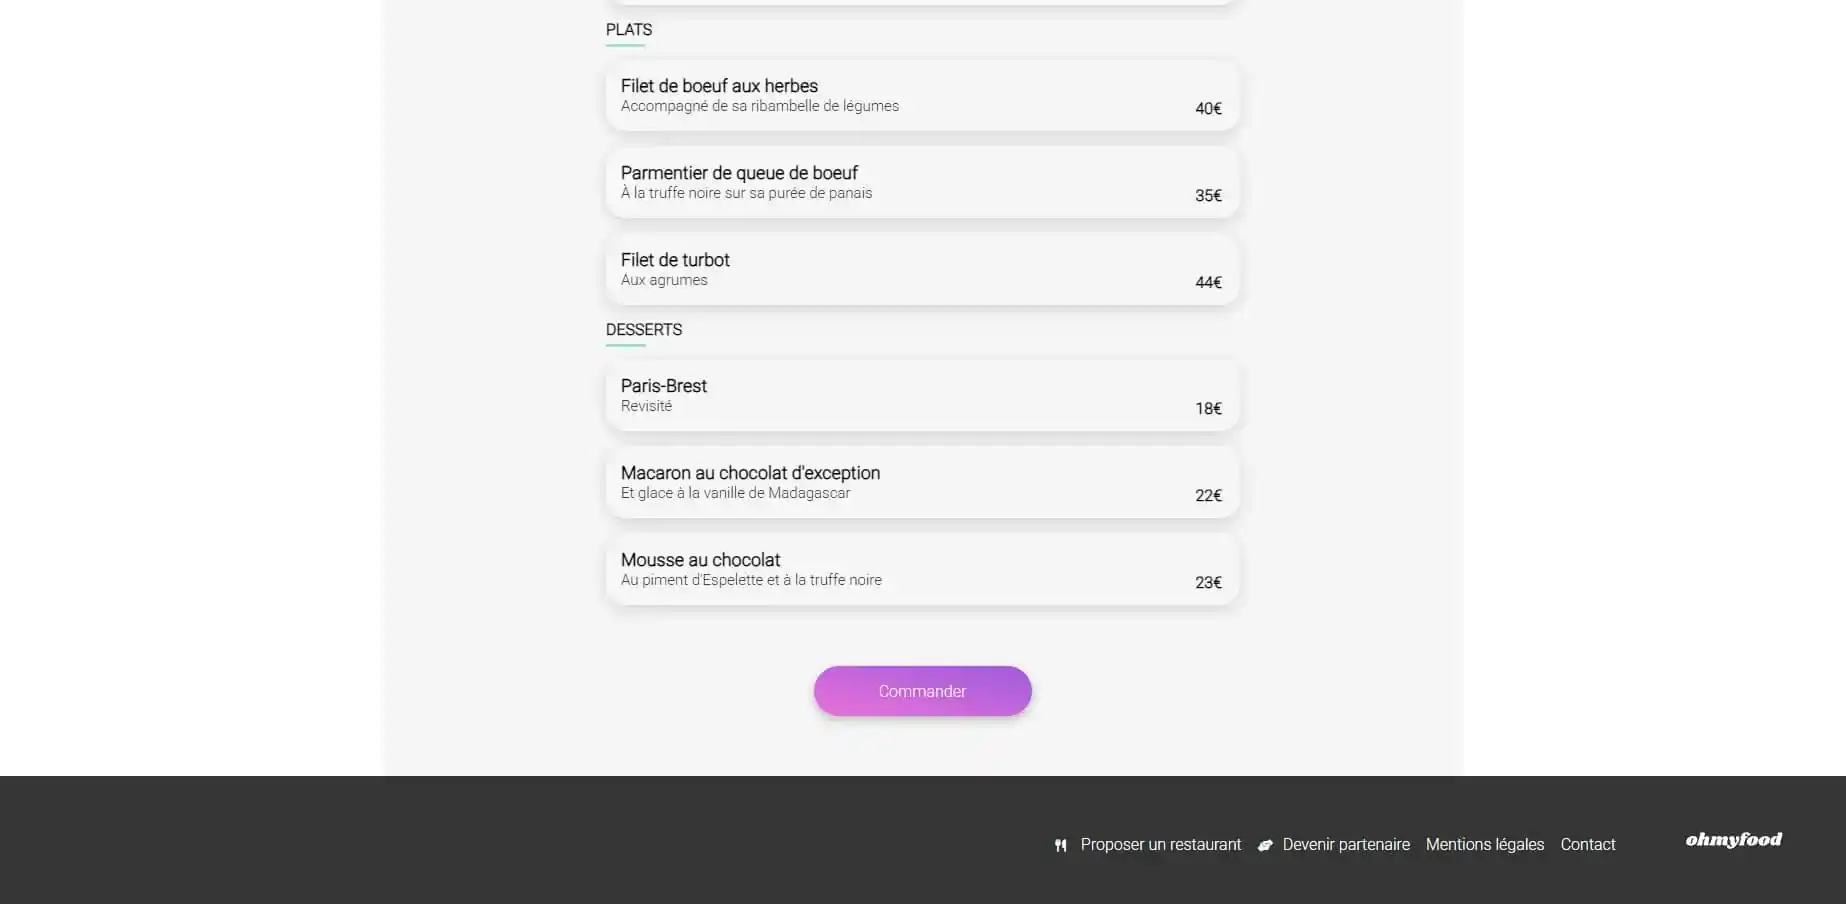 PLATS
Filet de boeuf aux herbes
Accompagné de sa ribambelle de légumes
40€
Parmentier de queue de boeuf
À la truffe noire sur sa purée de panais
35€
Filet de turbot
Aux agrumes
44€
DESSERTS
Paris-Brest
Revisité
18€
Macaron au chocolat d'exception
Et glace à la vanille de Madagascar
22€
Mousse au chocolat
Au piment d'Espelette et à la truffe noire
23€
Commander
Proposer un restaurant Devenir partenaire Mentions légales Contact
ohmyfood